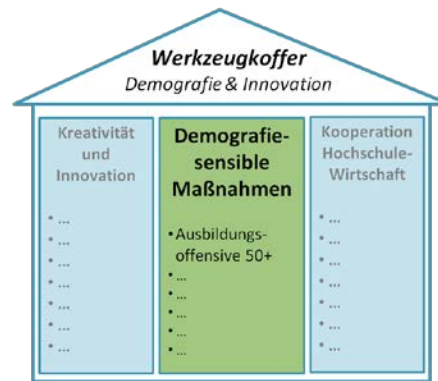 Werkzeugkoffer
Demografie & Innovation
Kreativität
und
Innovation
• ...
• ...
• ...
• ...
• ...
• ...
• ...
Demografie-
sensible
Maßnahmen
• Ausbildungs-
offensive 50+
• ...
• ...
• ...
• ...
• ...
Kooperation
Hochschule-
Wirtschaft
• ...
• ...
• ...
• ...
• ...
• ...
• ...